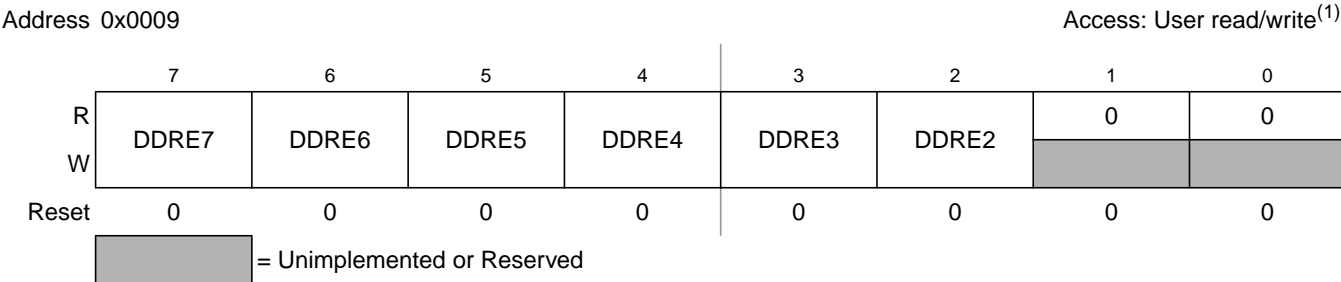 Address 0x0009 Access: User read/write(1)
7 6 5 4 3 2 1 0
R 0 0
DDRE7 DDRE6 DDRE5 DDRE4 DDRE3 DDRE2
W
Reset 0 0 0 0 0 0 0 0
= Unimplemented or Reserved